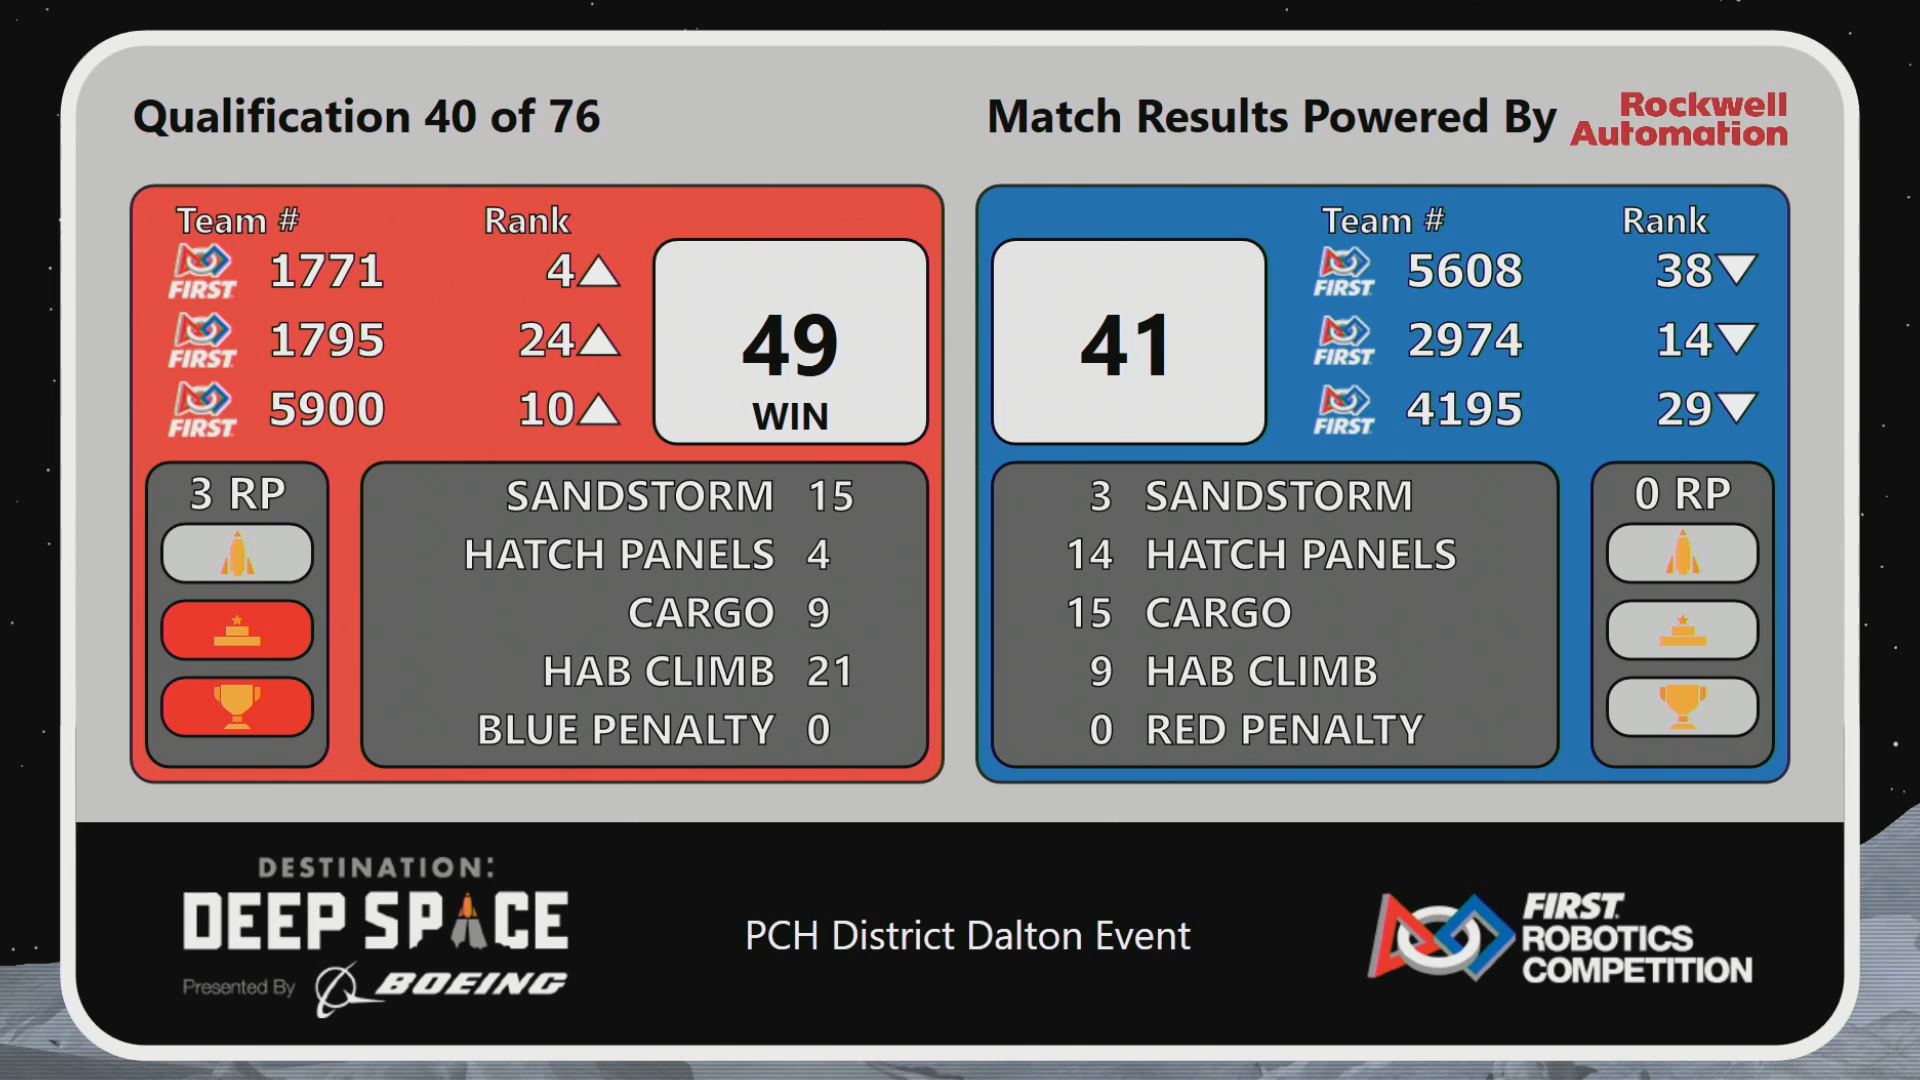 Qualification 40 of 76
Match Results Powered By Rockwell Automation
Team # Rank
FIRST 1771 4
FIRST 1795 24
FIRST 5900 10
49
WIN
3 RP
SANDSTORM 15
HATCH PANELS 4
CARGO 9
HAB CLIMB 21
BLUE PENALTY 0
41
Team # Rank
FIRST 5608 38
FIRST 2974 14
FIRST 4195 29
3 SANDSTORM
14 HATCH PANELS
15 CARGO
9 HAB CLIMB
0 RED PENALTY
0 RP
DESTINATION:
DEEP SPACE
Presented By BOEING
PCH District Dalton Event
FIRST
ROBOTICS
COMPETITION